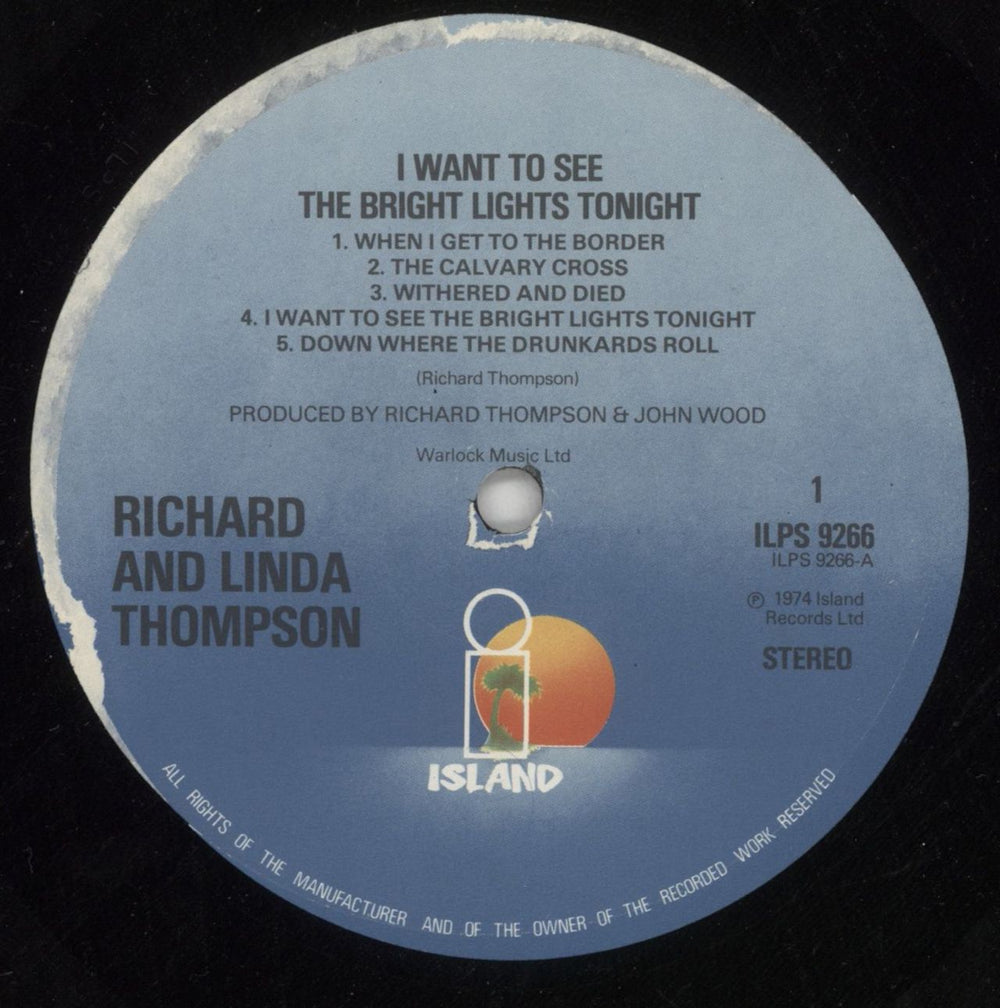 I WANT TO SEE
THE BRIGHT LIGHTS TONIGHT
1. WHEN I GET TO THE BORDER
2. THE CALVARY CROSS
3. WITHERED AND DIED
4. I WANT TO SEE THE BRIGHT LIGHTS TONIGHT
5. DOWN WHERE THE DRUNKARDS ROLL
(Richard Thompson)
PRODUCED BY RICHARD THOMPSON & JOHN WOOD
Warlock Music Ltd
RICHARD
AND LINDA
THOMPSON
1
ILPS 9266
ILPS 9266-A
℗ 1974 Island
Records Ltd
STEREO
ISLAND
ALL RIGHTS OF THE MANUFACTURER AND OF THE OWNER OF THE RECORDED WORK RESERVED